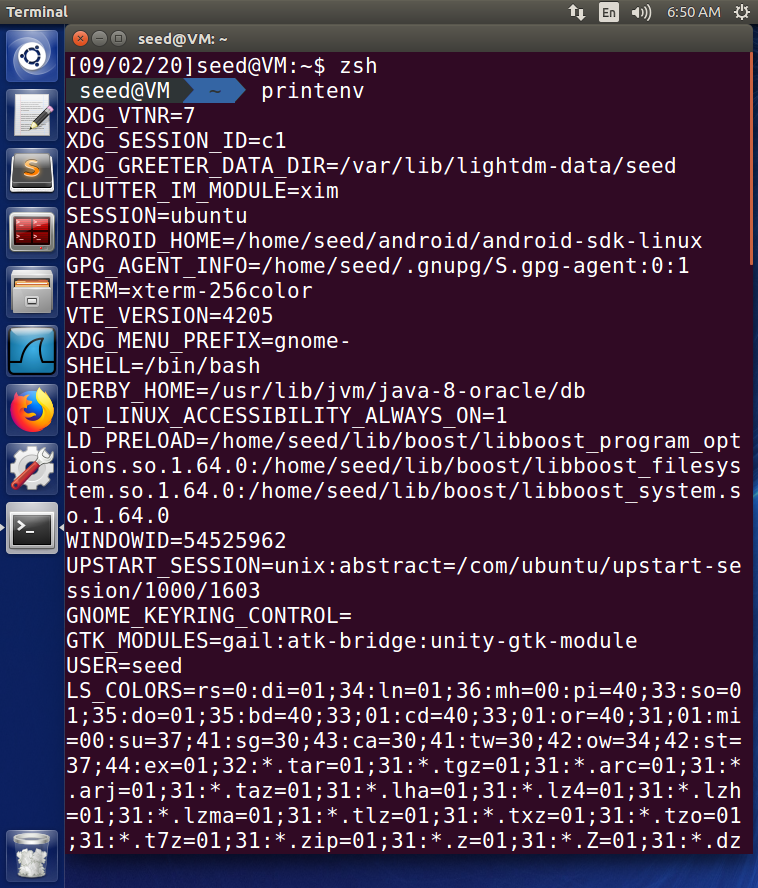 Terminal
En
6:50 AM
seed@VM: ~
[09/02/20]seed@VM:~$ zsh
seed@VM ~ printenv
XDG_VTNR=7
XDG_SESSION_ID=c1
XDG_GREETER_DATA_DIR=/var/lib/lightdm-data/seed
CLUTTER_IM_MODULE=xim
SESSION=ubuntu
ANDROID_HOME=/home/seed/android/android-sdk-linux
GPG_AGENT_INFO=/home/seed/.gnupg/S.gpg-agent:0:1
TERM=xterm-256color
VTE_VERSION=4205
XDG_MENU_PREFIX=gnome-
SHELL=/bin/bash
DERBY_HOME=/usr/lib/jvm/java-8-oracle/db
QT_LINUX_ACCESSIBILITY_ALWAYS_ON=1
LD_PRELOAD=/home/seed/lib/boost/libboost_program_opt
ions.so.1.64.0:/home/seed/lib/boost/libboost_filesys
tem.so.1.64.0:/home/seed/lib/boost/libboost_system.s
o.1.64.0
WINDOWID=54525962
UPSTART_SESSION=unix:abstract=/com/ubuntu/upstart-se
ssion/1000/1603
GNOME_KEYRING_CONTROL=
GTK_MODULES=gail:atk-bridge:unity-gtk-module
USER=seed
LS_COLORS=rs=0:di=01;34:ln=01;36:mh=00:pi=40;33:so=0
1;35:do=01;35:bd=40;33;01:cd=40;33;01:or=40;31;01:mi
=00:su=37;41:sg=30;43:ca=30;41:tw=30;42:ow=34;42:st=
37;44:ex=01;32:*.tar=01;31:*.tgz=01;31:*.arc=01;31:*
.arj=01;31:*.taz=01;31:*.lha=01;31:*.lz4=01;31:*.lzh
=01;31:*.lzma=01;31:*.tlz=01;31:*.txz=01;31:*.tzo=01
;31:*.t7z=01;31:*.zip=01;31:*.z=01;31:*.Z=01;31:*.dz